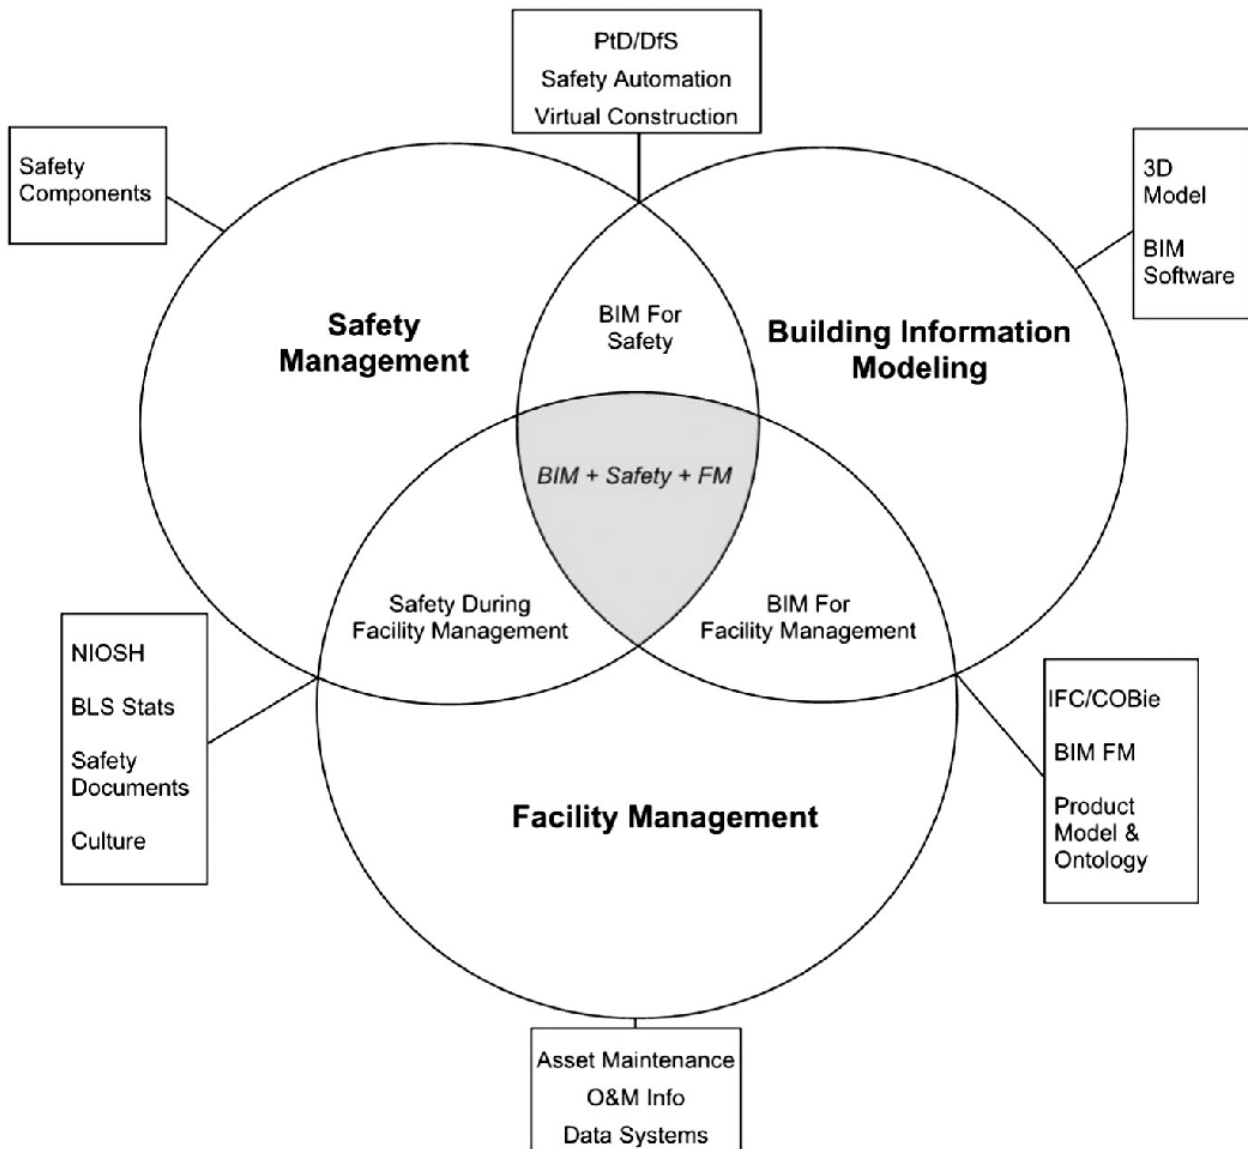 PtD/DfS
Safety Automation
Virtual Construction
Safety
Components
3D
Model
BIM
Software
BIM For
Safety
Safety
Management
Building Information
Modeling
BIM + Safety + FM
Safety During
Facility Management
BIM For
Facility Management
NIOSH
BLS Stats
Safety
Documents
Culture
IFC/COBie
BIM FM
Product
Model &
Ontology
Facility Management
Asset Maintenance
O&M Info
Data Systems